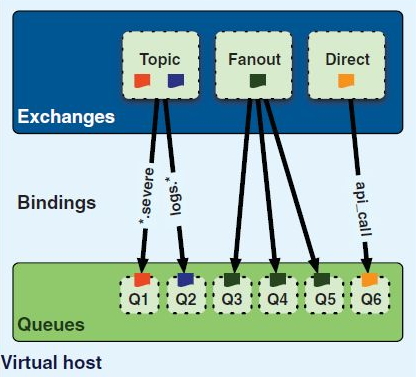 Topic
Fanout
Direct
Exchanges
*.severe
logs.*
api_call
Bindings
Q1
Q2
Q3
Q4
Q5
Q6
Queues
Virtual host